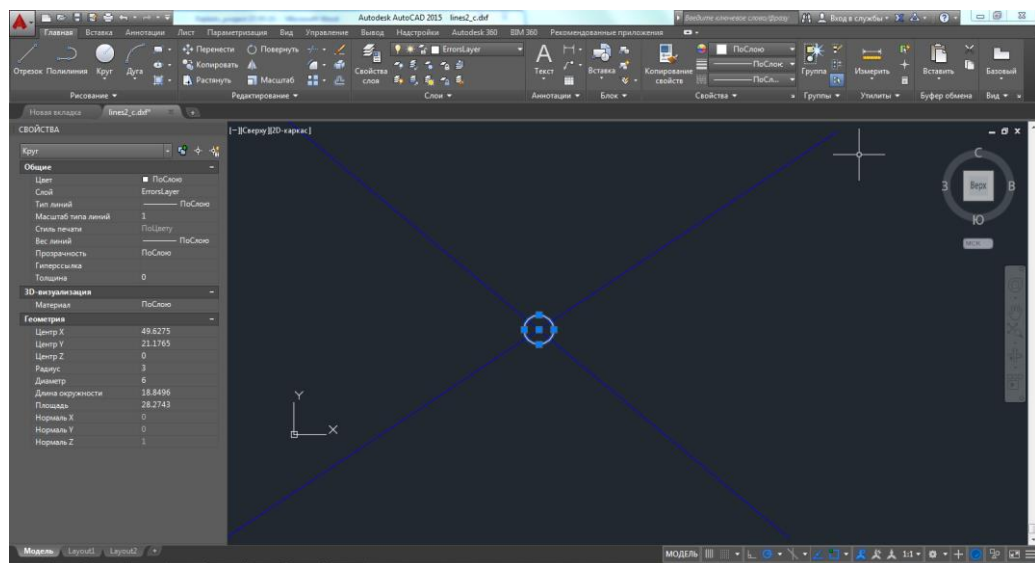 Autodesk AutoCAD 2015 lines2_c.dxf
Введите ключевое слово/фразу
Вход в службы
Главная Вставка Аннотации Лист Параметризация Вид Управление Вывод Надстройки Autodesk 360 BIM 360 Рекомендованные приложения
Отрезок Полилиния Круг Дуга
Перенести Повернуть
Копировать
Растянуть Масштаб
Свойства слоя
ErrorsLayer
Текст
Вставка
Копирование свойств
ПоСлою
ПоСлою
ПоСл...
Группа
Измерить
Вставить
Базовый
Рисование Редактирование Слои Аннотации Блок Свойства Группы Утилиты Буфер обмена Вид
Новая вкладка lines2_c.dxf*
СВОЙСТВА
[−][Сверху][2D-каркас]
Круг
Общие
Цвет ПоСлою
Слой ErrorsLayer
Тип линий ПоСлою
Масштаб типа линий 1
Стиль печати ПоЦвету
Вес линий ПоСлою
Прозрачность ПоСлою
Гиперссылка
Толщина 0
3D-визуализация
Материал ПоСлою
Геометрия
Центр X 49.6275
Центр Y 21.1765
Центр Z 0
Радиус 3
Диаметр 6
Длина окружности 18.8496
Площадь 28.2743
Нормаль X 0
Нормаль Y 0
Нормаль Z 1
С
З Верх В
Ю
МСК
Y
X
Модель Layout1 Layout2
МОДЕЛЬ 1:1